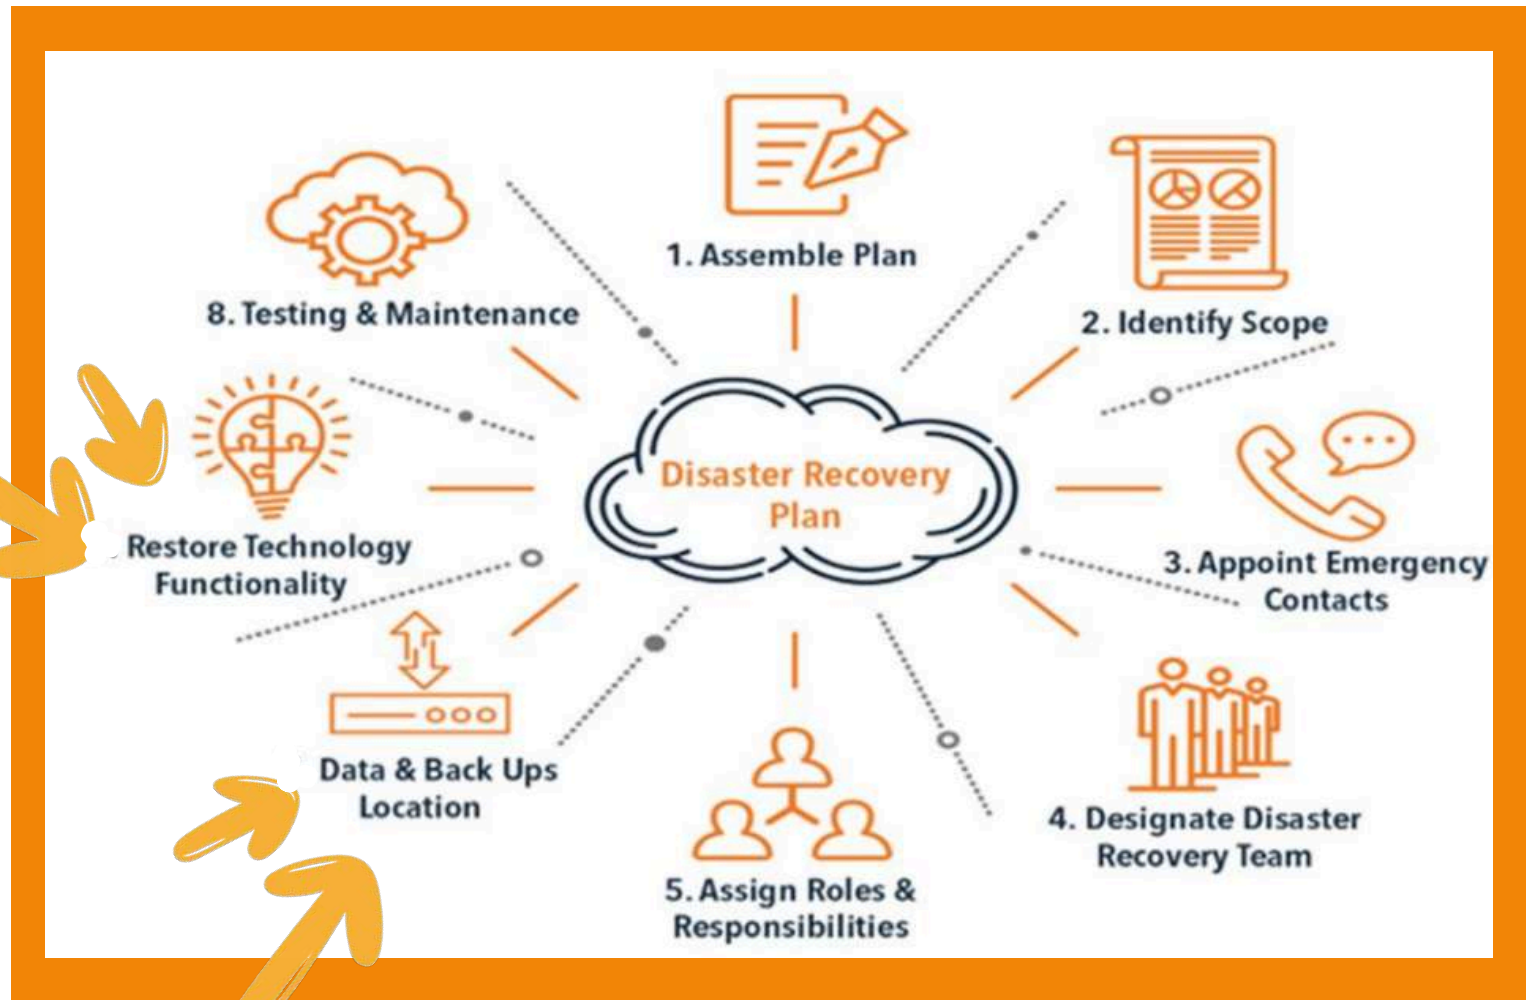 Disaster Recovery
Plan
1. Assemble Plan
2. Identify Scope
3. Appoint Emergency
Contacts
4. Designate Disaster
Recovery Team
5. Assign Roles &
Responsibilities
Data & Back Ups
Location
Restore Technology
Functionality
8. Testing & Maintenance